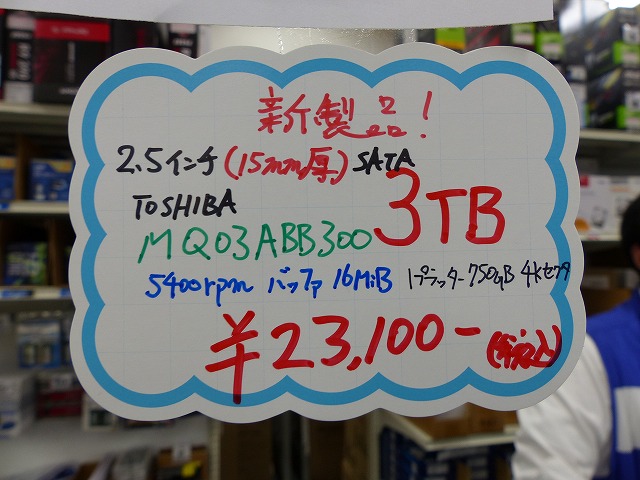 新製品!
2.5インチ(15mm厚) SATA
TOSHIBA 3TB
MQ03ABB300
5400rpm バッファ 16MiB 1プラッター750GB 4Kセクタ
¥23,100-(税込)